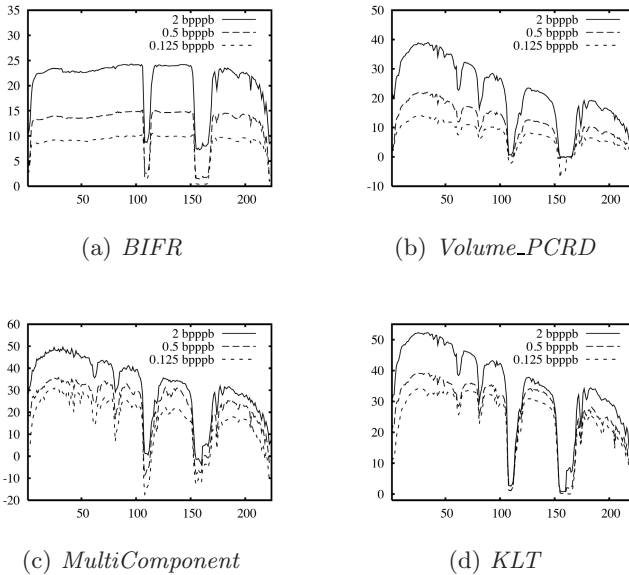 35
30
25
20
15
10
5
0
2 bpppb
0.5 bpppb
0.125 bpppb
50 100 150 200
(a) BIFR
50
40
30
20
10
0
-10
2 bpppb
0.5 bpppb
0.125 bpppb
50 100 150 200
(b) Volume_PCRD
60
50
40
30
20
10
0
-10
-20
2 bpppb
0.5 bpppb
0.125 bpppb
50 100 150 200
(c) MultiComponent
50
40
30
20
10
0
2 bpppb
0.5 bpppb
0.125 bpppb
50 100 150 200
(d) KLT